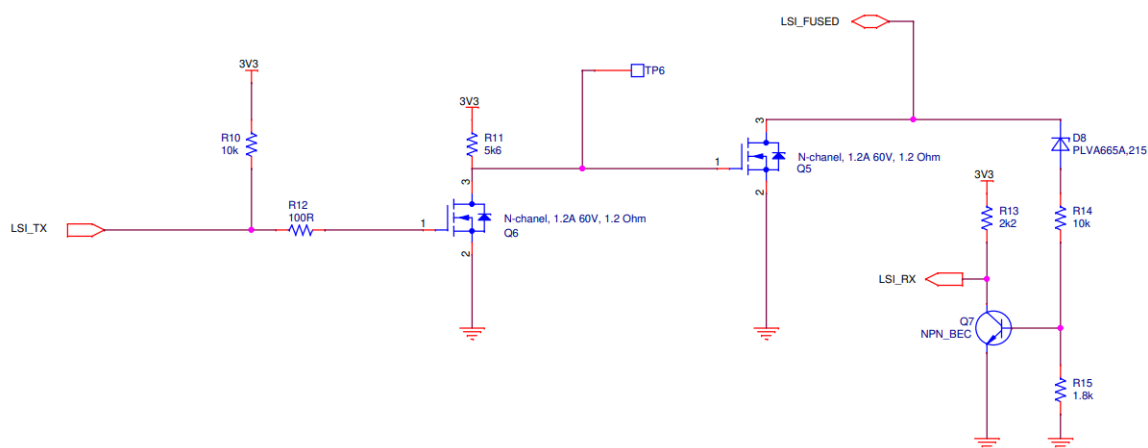 LSI_FUSED
TP6
3V3
3V3
R10
10k
R11
5k6
3
3
D8
PLVA665A,215
N-chanel, 1.2A 60V, 1.2 Ohm
Q5
1
2
3V3
R12
100R
R13
2k2
R14
10k
LSI_TX
1
N-chanel, 1.2A 60V, 1.2 Ohm
Q6
2
LSI_RX
Q7
NPN_BEC
R15
1.8k